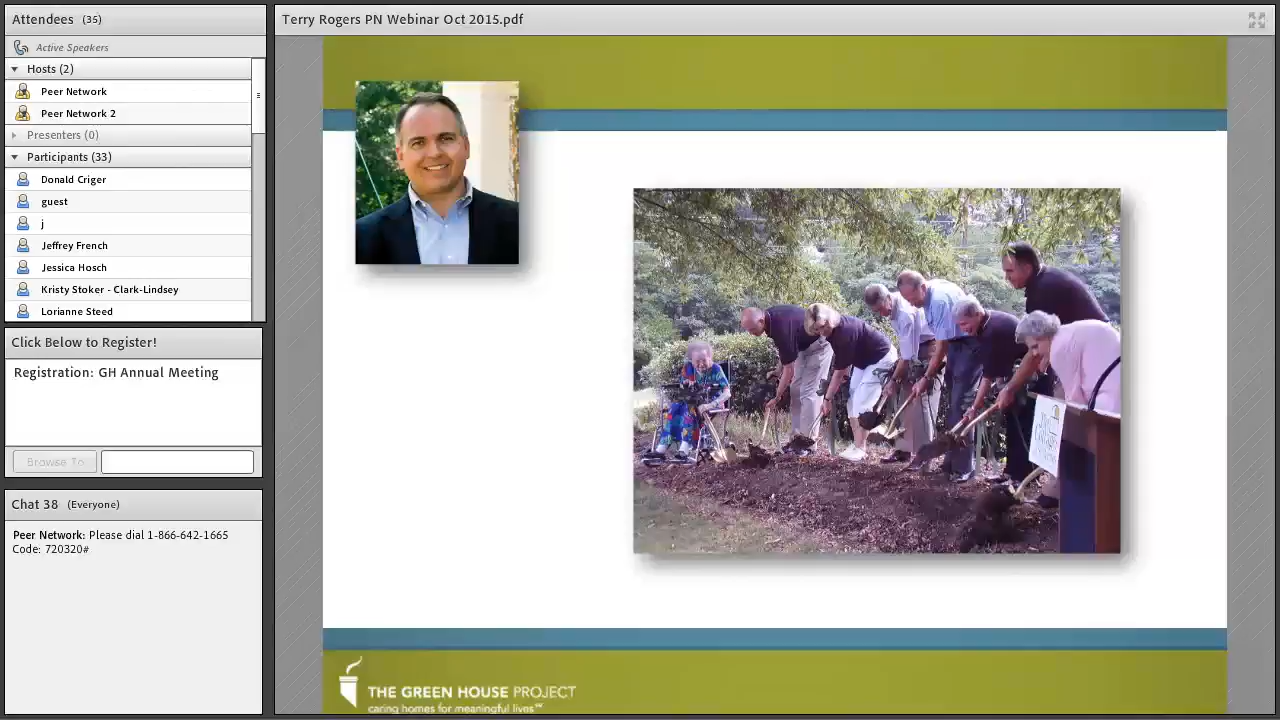 Attendees (35)
Active Speakers
Hosts (2)
Peer Network
Peer Network 2
Presenters (0)
Participants (33)
Donald Criger
guest
j
Jeffrey French
Jessica Hosch
Kristy Stoker - Clark-Lindsey
Lorianne Steed
Click Below to Register!
Registration: GH Annual Meeting
Browse To
Chat 38 (Everyone)
Peer Network: Please dial 1-866-642-1665
Code: 720320#
Terry Rogers PN Webinar Oct 2015.pdf
THE GREEN HOUSE PROJECT
caring homes for meaningful lives℠